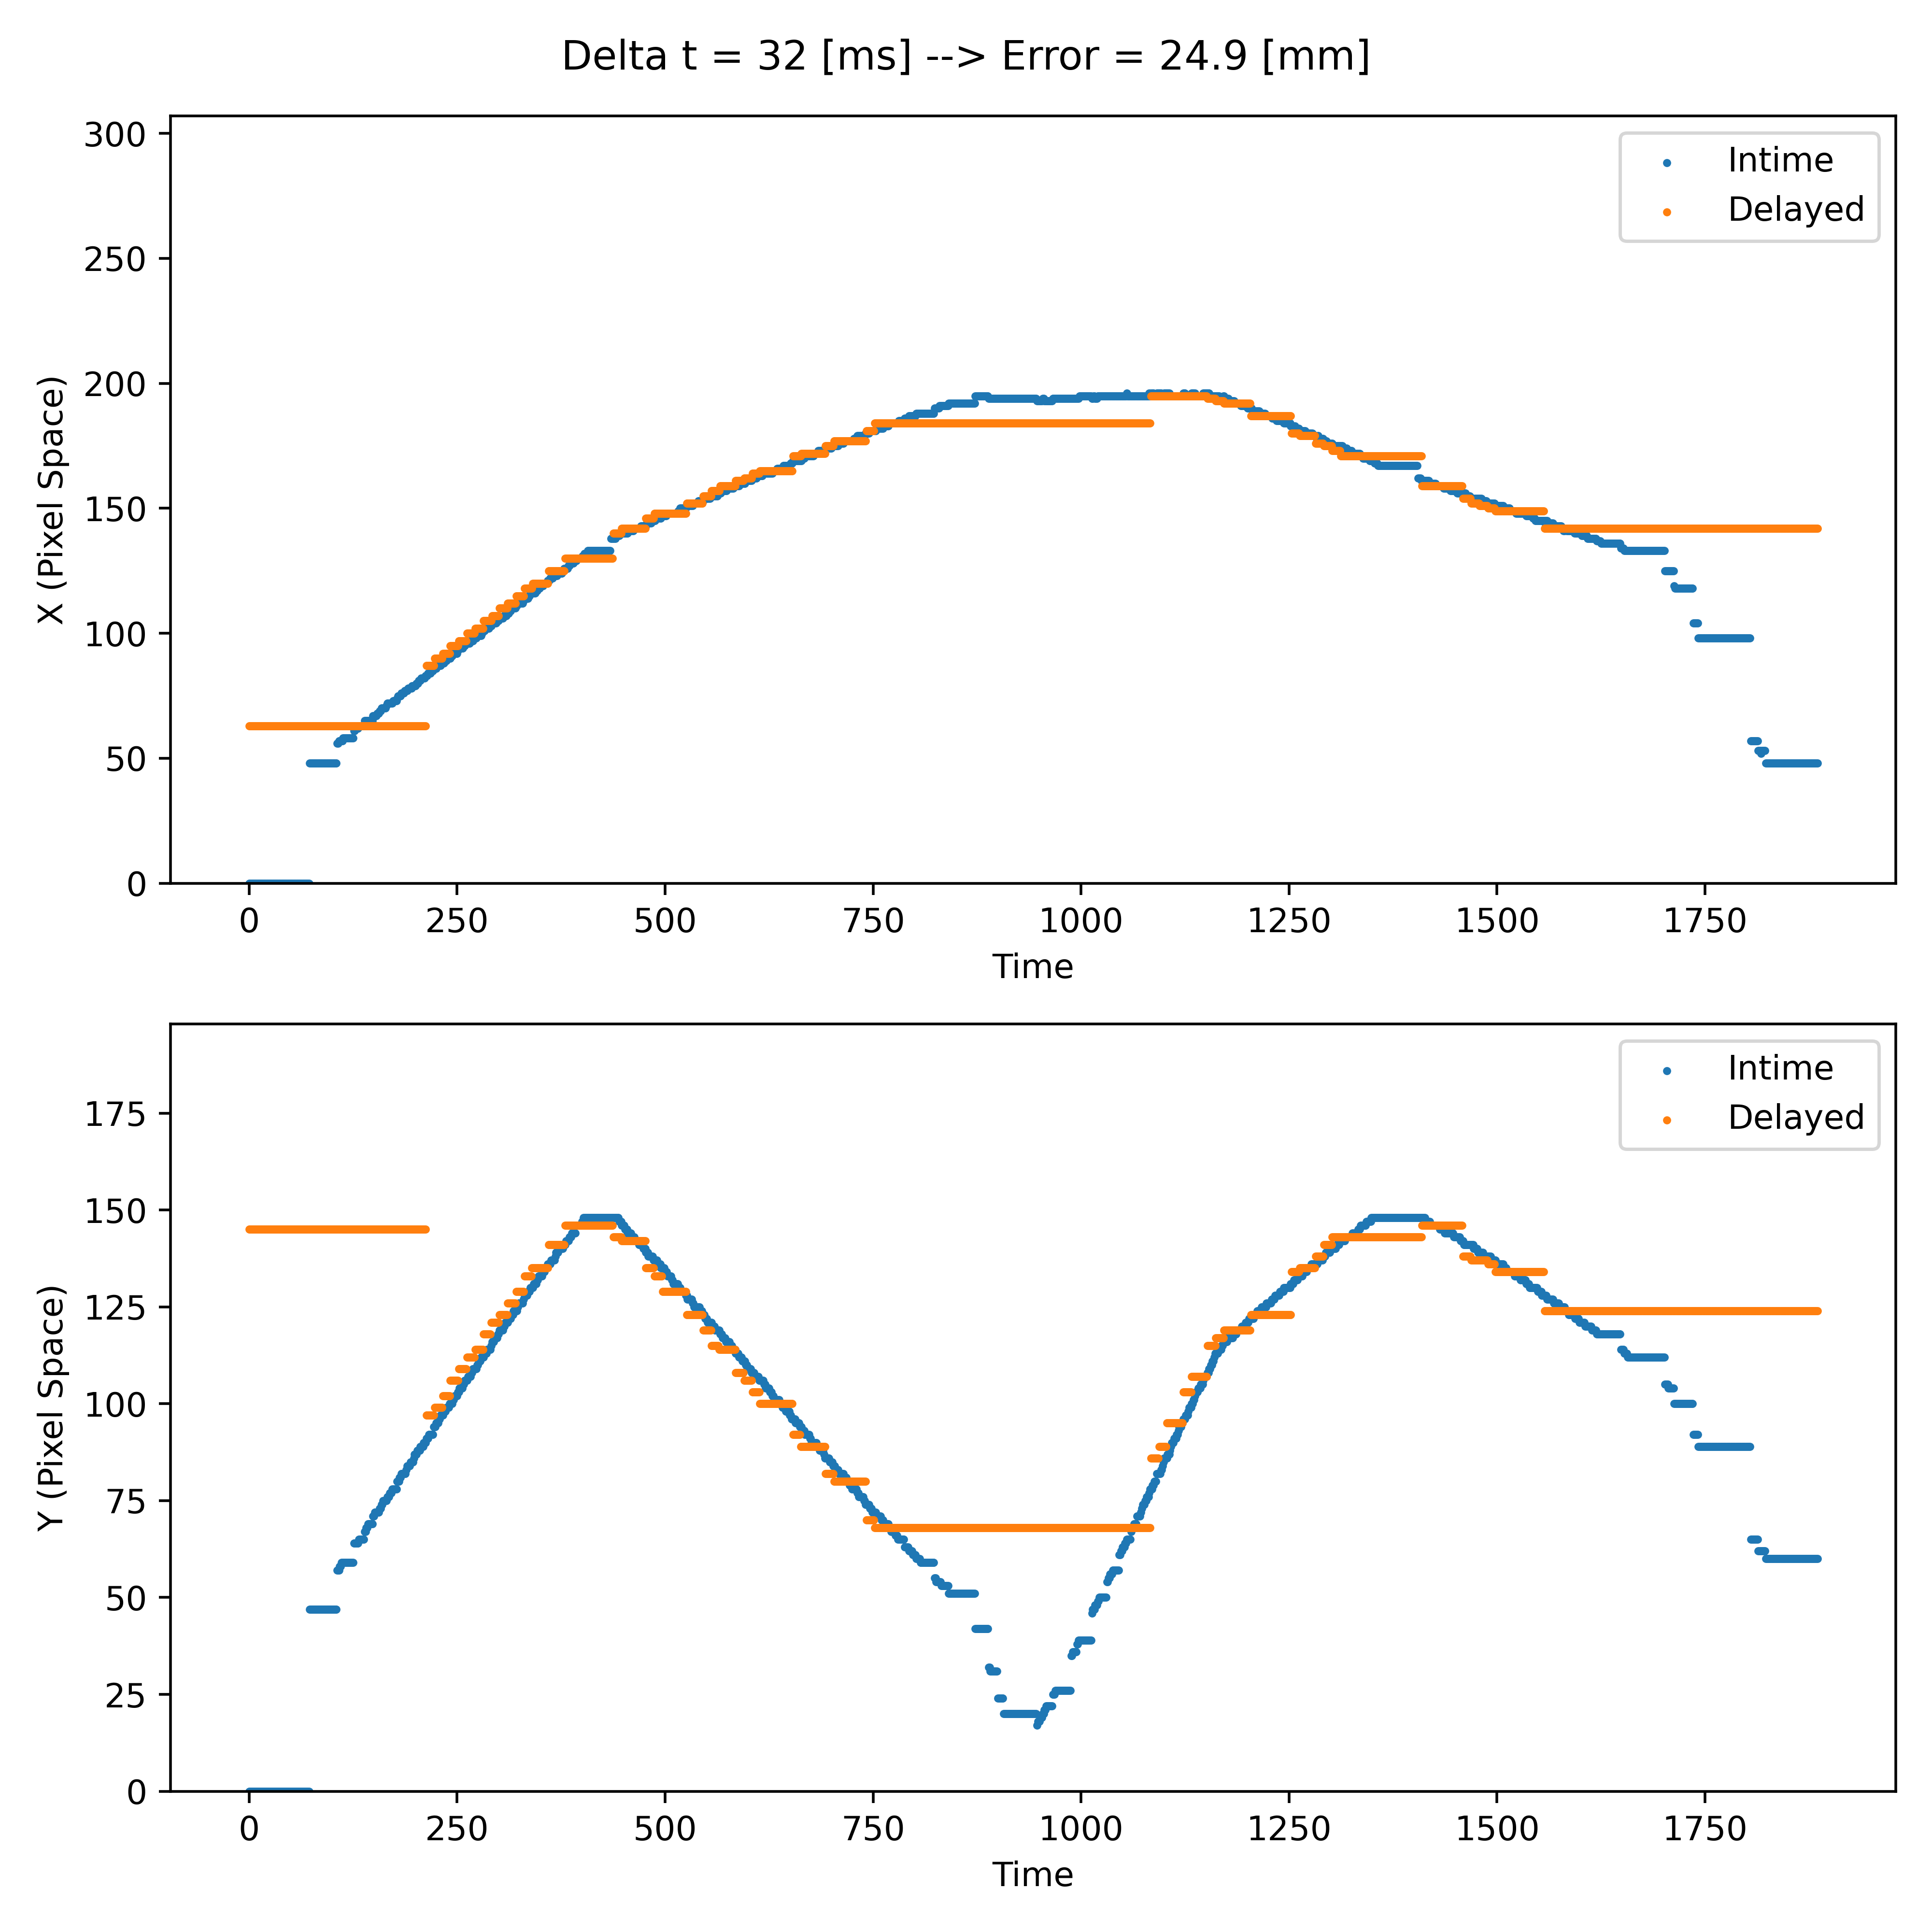 Delta t = 32 [ms] --> Error = 24.9 [mm]
300
250
200
150
100
50
0
X (Pixel Space)
Intime
Delayed
0 250 500 750 1000 1250 1500 1750
Time
175
150
125
100
75
50
25
0
Y (Pixel Space)
Intime
Delayed
0 250 500 750 1000 1250 1500 1750
Time